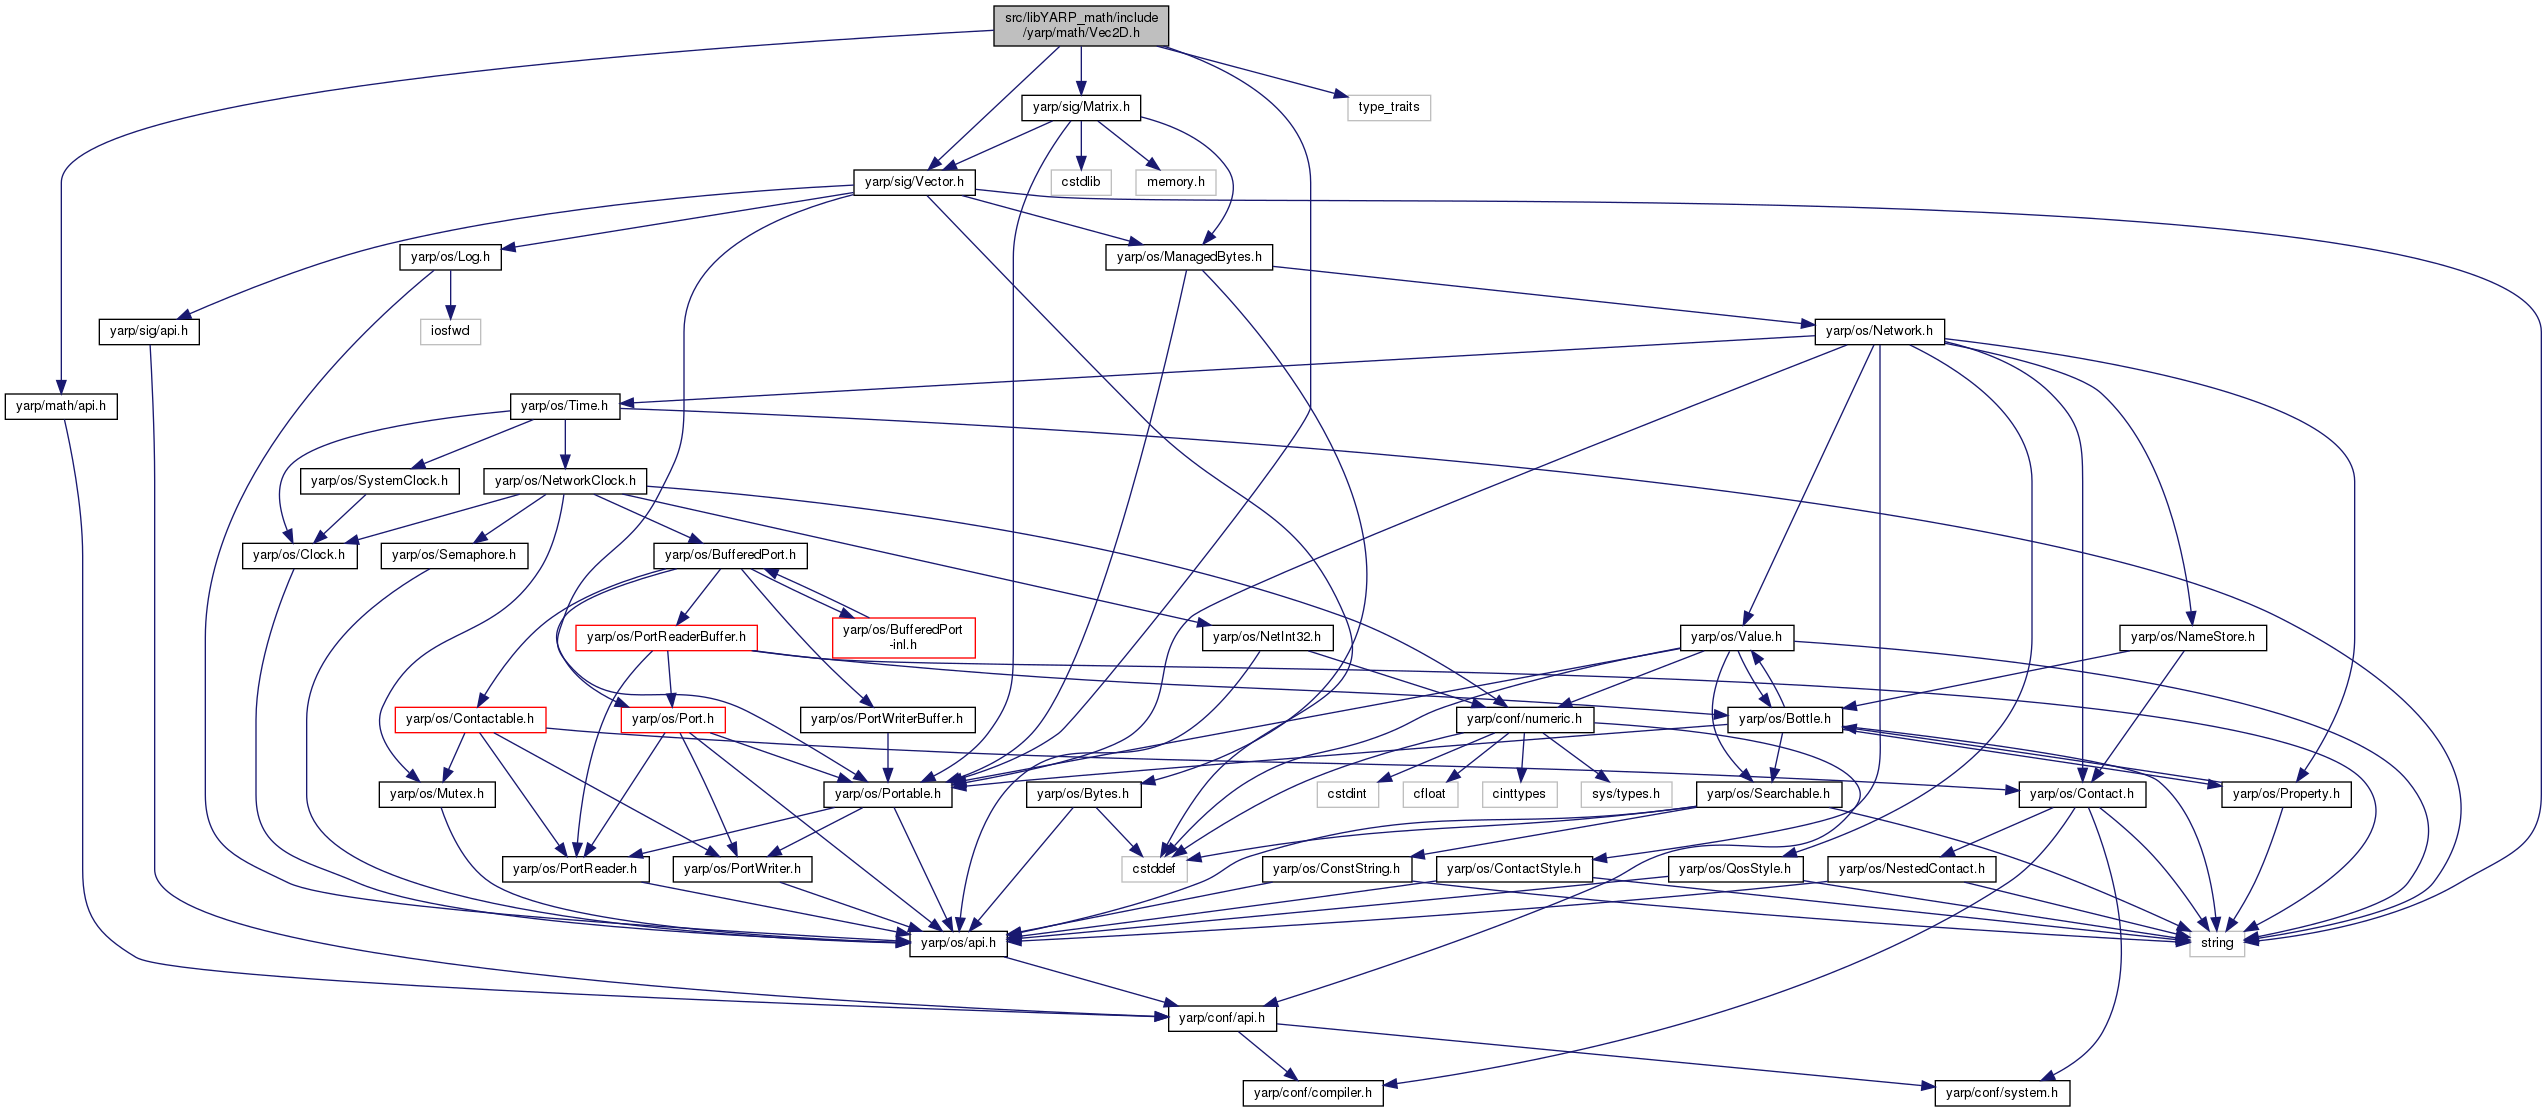 src/libYARP_math/include
/yarp/math/Vec2D.h
yarp/sig/Matrix.h
type_traits
yarp/sig/Vector.h
cstdlib
memory.h
yarp/os/Log.h
yarp/os/ManagedBytes.h
yarp/sig/api.h
iosfwd
yarp/os/Network.h
yarp/math/api.h
yarp/os/Time.h
yarp/os/SystemClock.h
yarp/os/NetworkClock.h
yarp/os/Clock.h
yarp/os/Semaphore.h
yarp/os/BufferedPort.h
yarp/os/PortReaderBuffer.h
yarp/os/BufferedPort
-inl.h
yarp/os/NetInt32.h
yarp/os/Value.h
yarp/os/NameStore.h
yarp/os/Contactable.h
yarp/os/Port.h
yarp/os/PortWriterBuffer.h
yarp/conf/numeric.h
yarp/os/Bottle.h
yarp/os/Mutex.h
yarp/os/Portable.h
yarp/os/Bytes.h
cstdint
cfloat
cinttypes
sys/types.h
yarp/os/Searchable.h
yarp/os/Contact.h
yarp/os/Property.h
yarp/os/PortReader.h
yarp/os/PortWriter.h
cstddef
yarp/os/ConstString.h
yarp/os/ContactStyle.h
yarp/os/QosStyle.h
yarp/os/NestedContact.h
yarp/os/api.h
string
yarp/conf/api.h
yarp/conf/compiler.h
yarp/conf/system.h